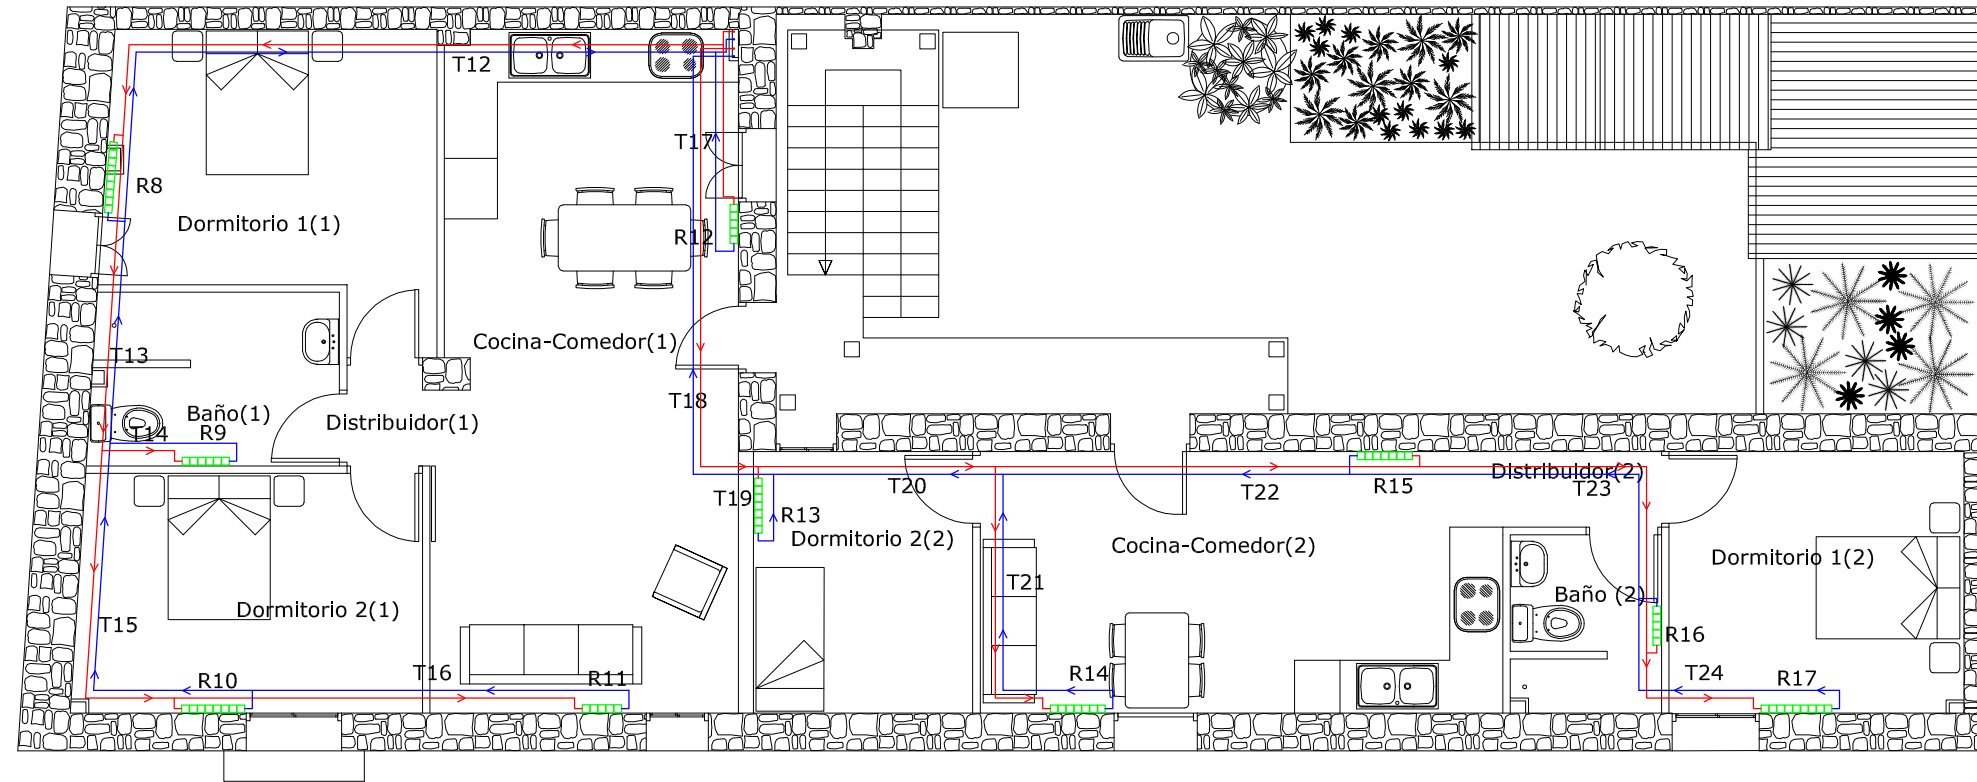 T12
T17
R8
Dormitorio 1(1)
R12
Cocina-Comedor(1)
T13
T18
Baño(1)
Distribuidor(1)
T14
R9
Distribuidor(2)
T19
T20
T22
R15
T23
R13
Dormitorio 2(2)
Cocina-Comedor(2)
Dormitorio 1(2)
T21
Baño (2)
Dormitorio 2(1)
T15
R16
T16
R10
R11
R14
T24
R17